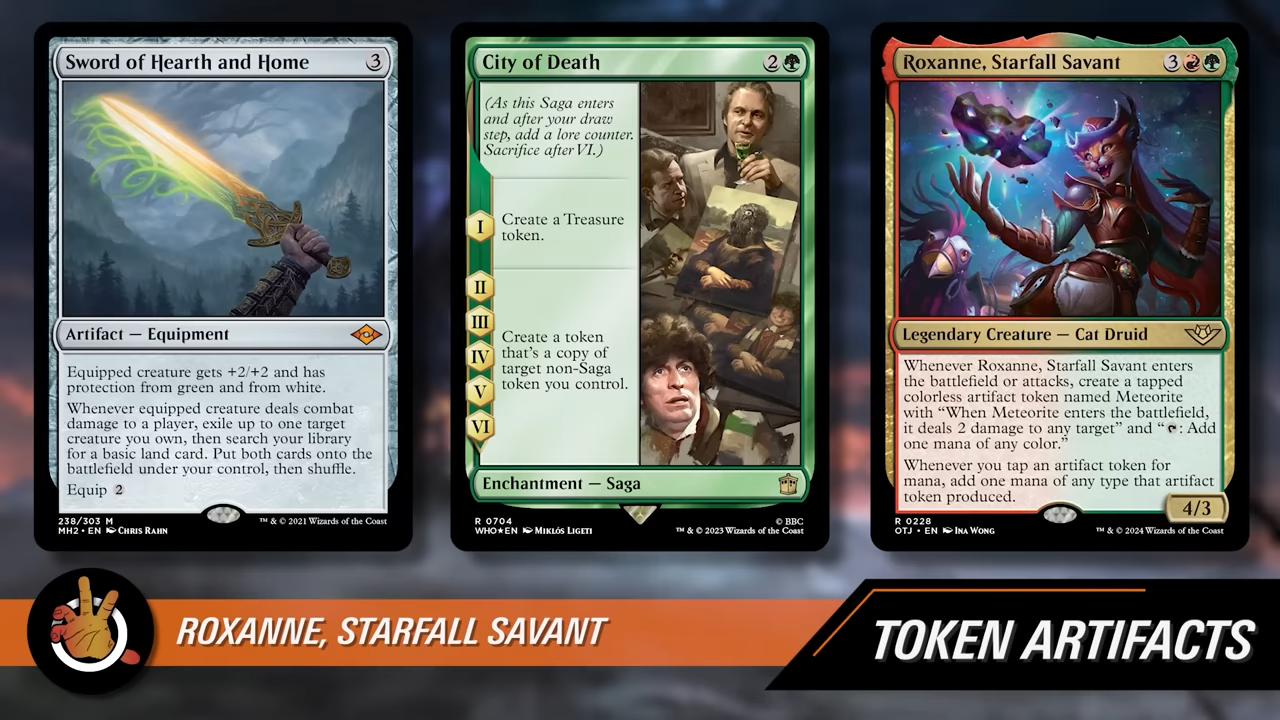 Sword of Hearth and Home 3
Artifact — Equipment
Equipped creature gets +2/+2 and has
protection from green and from white.
Whenever equipped creature deals combat
damage to a player, exile up to one target
creature you own, then search your library
for a basic land card. Put both cards onto the
battlefield under your control, then shuffle.
Equip 2
238/303 M
MH2 • EN Chris Rahn
™ & © 2021 Wizards of the Coast
City of Death 2
(As this Saga enters
and after your draw
step, add a lore counter.
Sacrifice after VI.)
I
Create a Treasure
token.
II
III
IV
V
VI
Create a token
that's a copy of
target non-Saga
token you control.
Enchantment — Saga
R 0704
WHO★EN Miklós Ligeti
© BBC
™ & © 2023 Wizards of the Coast
Roxanne, Starfall Savant 3
Legendary Creature — Cat Druid
Whenever Roxanne, Starfall Savant enters
the battlefield or attacks, create a tapped
colorless artifact token named Meteorite
with “When Meteorite enters the battlefield,
it deals 2 damage to any target” and “: Add
one mana of any color.”
Whenever you tap an artifact token for
mana, add one mana of any type that artifact
token produced.
4/3
R 0228
OTJ • EN Ina Wong
™ & © 2024 Wizards of the Coast
ROXANNE, STARFALL SAVANT
TOKEN ARTIFACTS